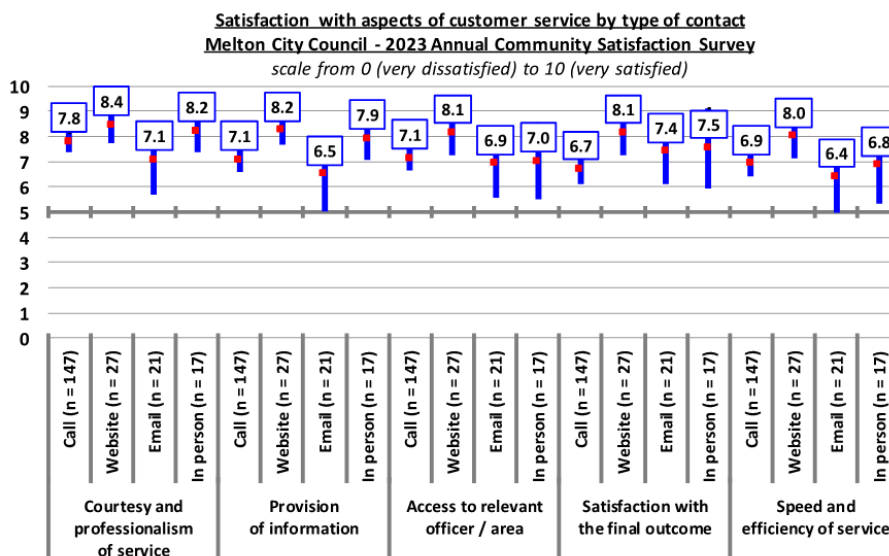 Satisfaction with aspects of customer service by type of contact
Melton City Council - 2023 Annual Community Satisfaction Survey
scale from 0 (very dissatisfied) to 10 (very satisfied)
10
9
8
7
6
5
4
3
2
1
0
7.8
8.4
7.1
8.2
7.1
8.2
6.5
7.9
7.1
8.1
6.9
7.0
6.7
8.1
7.4
7.5
6.9
8.0
6.4
6.8
Call (n = 147)
Website (n = 27)
Email (n = 21)
In person (n = 17)
Call (n = 147)
Website (n = 27)
Email (n = 21)
In person (n = 17)
Call (n = 147)
Website (n = 27)
Email (n = 21)
In person (n = 17)
Call (n = 147)
Website (n = 27)
Email (n = 21)
In person (n = 17)
Call (n = 147)
Website (n = 27)
Email (n = 21)
In person (n = 17)
Courtesy and
professionalism
of service
Provision
of information
Access to relevant
officer / area
Satisfaction with
the final outcome
Speed and
efficiency of service